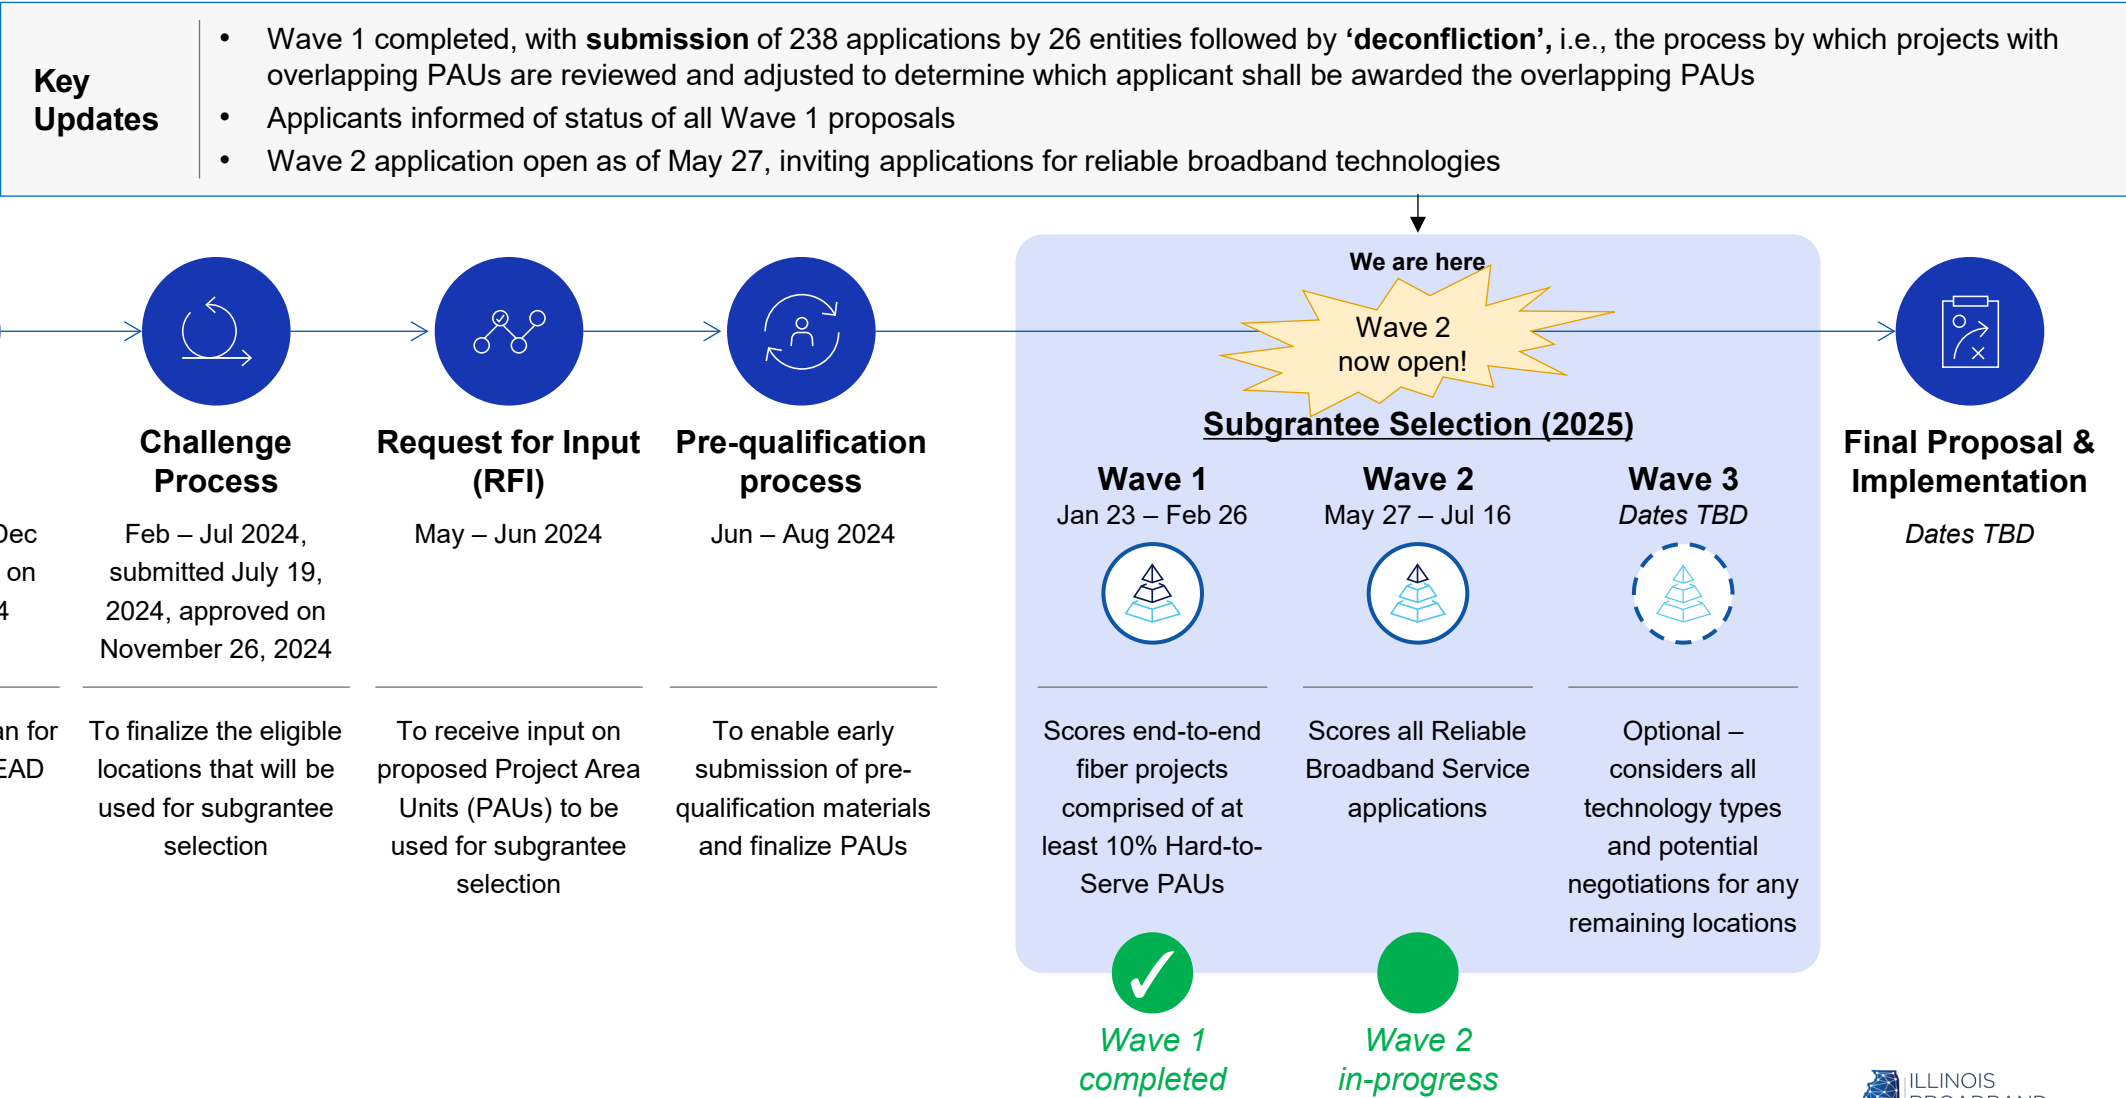 Key
Updates
• Wave 1 completed, with submission of 238 applications by 26 entities followed by ‘deconfliction’, i.e., the process by which projects with
overlapping PAUs are reviewed and adjusted to determine which applicant shall be awarded the overlapping PAUs
• Applicants informed of status of all Wave 1 proposals
• Wave 2 application open as of May 27, inviting applications for reliable broadband technologies
We are here
Wave 2
now open!
Dec
on
4
an for
EAD
Challenge
Process
Feb – Jul 2024,
submitted July 19,
2024, approved on
November 26, 2024
To finalize the eligible
locations that will be
used for subgrantee
selection
Request for Input
(RFI)
May – Jun 2024
To receive input on
proposed Project Area
Units (PAUs) to be
used for subgrantee
selection
Pre-qualification
process
Jun – Aug 2024
To enable early
submission of pre-
qualification materials
and finalize PAUs
Subgrantee Selection (2025)
Wave 1
Jan 23 – Feb 26
Scores end-to-end
fiber projects
comprised of at
least 10% Hard-to-
Serve PAUs
Wave 1
completed
Wave 2
May 27 – Jul 16
Scores all Reliable
Broadband Service
applications
Wave 2
in-progress
Wave 3
Dates TBD
Optional –
considers all
technology types
and potential
negotiations for any
remaining locations
Final Proposal &
Implementation
Dates TBD
ILLINOIS
BROADBAND